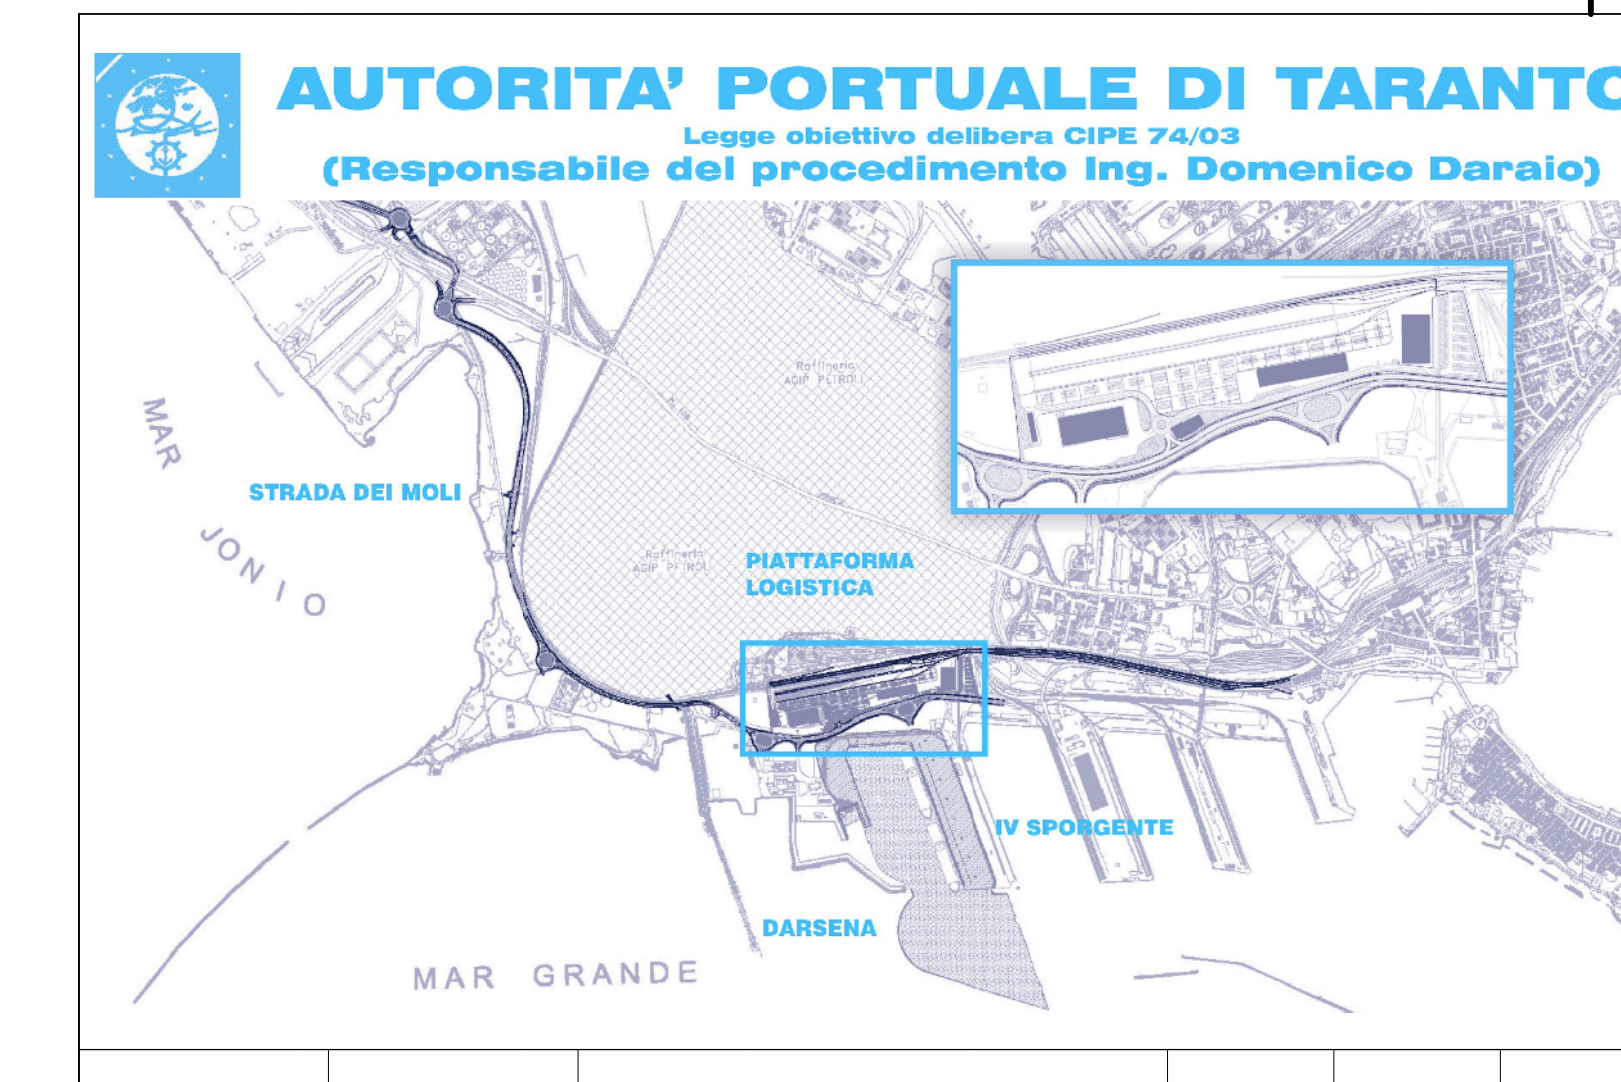 AUTORITA' PORTUALE DI TARANTO
Legge obiettivo delibera CIPE 74/03
(Responsabile del procedimento Ing. Domenico Daraio)
Raffineria
AGIP PETROLI
MAR
JONIO
STRADA DEI MOLI
Raffineria
AGIP PETROLI
PIATTAFORMA
LOGISTICA
IV SPORGENTE
DARSENA
MAR GRANDE